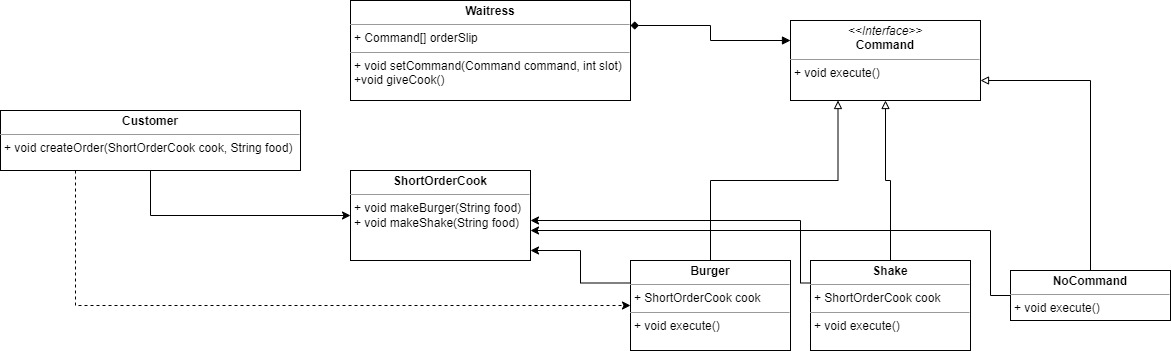 Waitress
+ Command[] orderSlip
+ void setCommand(Command command, int slot)
+void giveCook()
<<Interface>>
Command
+ void execute()
Customer
+ void createOrder(ShortOrderCook cook, String food)
ShortOrderCook
+ void makeBurger(String food)
+ void makeShake(String food)
Burger
+ ShortOrderCook cook
+ void execute()
Shake
+ ShortOrderCook cook
+ void execute()
NoCommand
+ void execute()